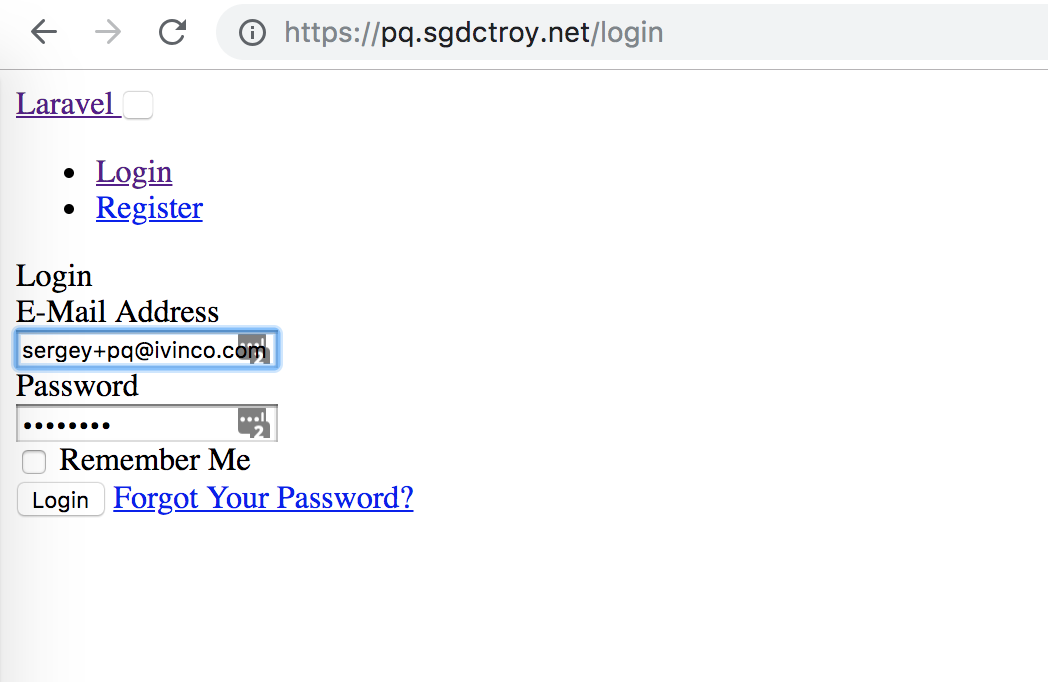 https://pq.sgdctroy.net/login
Laravel
Login
Register
Login
E-Mail Address
sergey+pq@ivinco.com
Password
••••••••
Remember Me
Login Forgot Your Password?